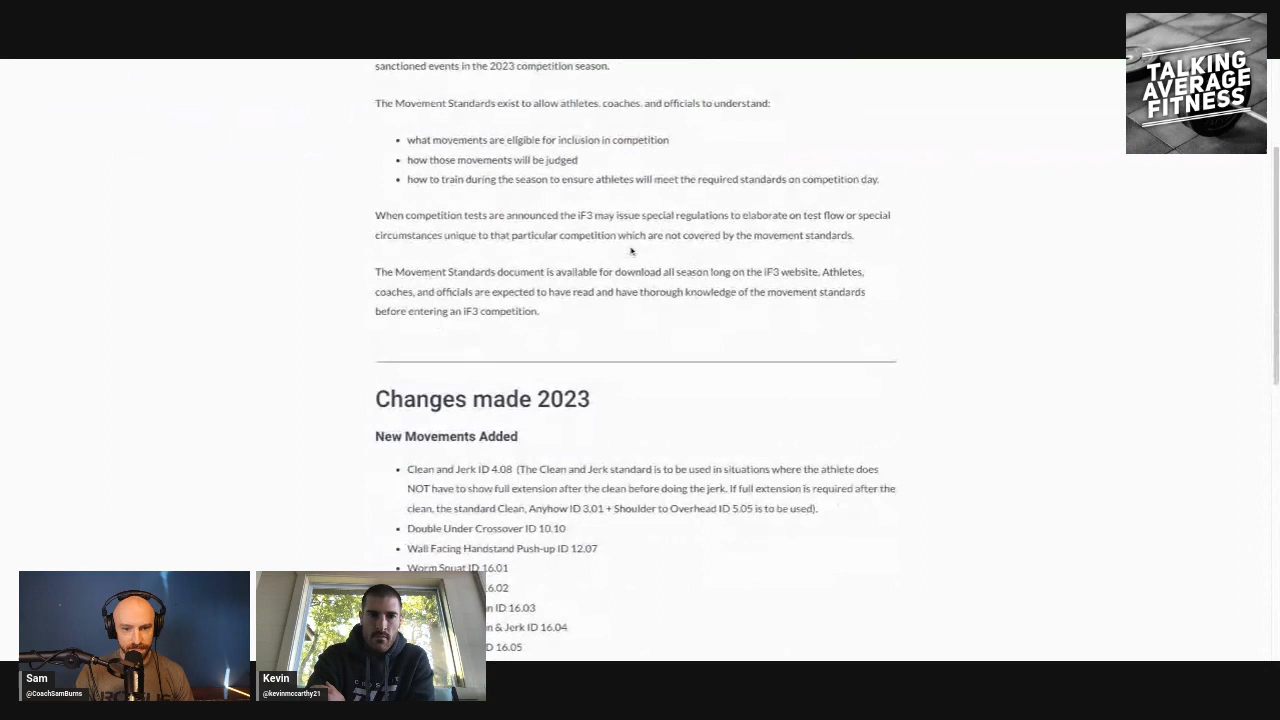 sanctioned events in the 2023 competition season.
TALKING
AVERAGE
FITNESS
The Movement Standards exist to allow athletes, coaches, and officials to understand:
• what movements are eligible for inclusion in competition
• how those movements will be judged
• how to train during the season to ensure athletes will meet the required standards on competition day.
When competition tests are announced the iF3 may issue special regulations to elaborate on test flow or special
circumstances unique to that particular competition which are not covered by the movement standards.
The Movement Standards document is available for download all season long on the iF3 website. Athletes,
coaches, and officials are expected to have read and have thorough knowledge of the movement standards
before entering an iF3 competition.
Changes made 2023
New Movements Added
• Clean and Jerk ID 4.08 (The Clean and Jerk standard is to be used in situations where the athlete does
NOT have to show full extension after the clean before doing the jerk. If full extension is required after the
clean, the standard Clean, Anyhow ID 3.01 + Shoulder to Overhead ID 5.05 is to be used).
• Double Under Crossover ID 10.10
• Wall Facing Handstand Push-up ID 12.07
• Worm Squat ID 16.01
6.02
n ID 16.03
n & Jerk ID 16.04
D 16.05
Sam
@CoachSamBurns
Kevin
@kevinmccarthy21